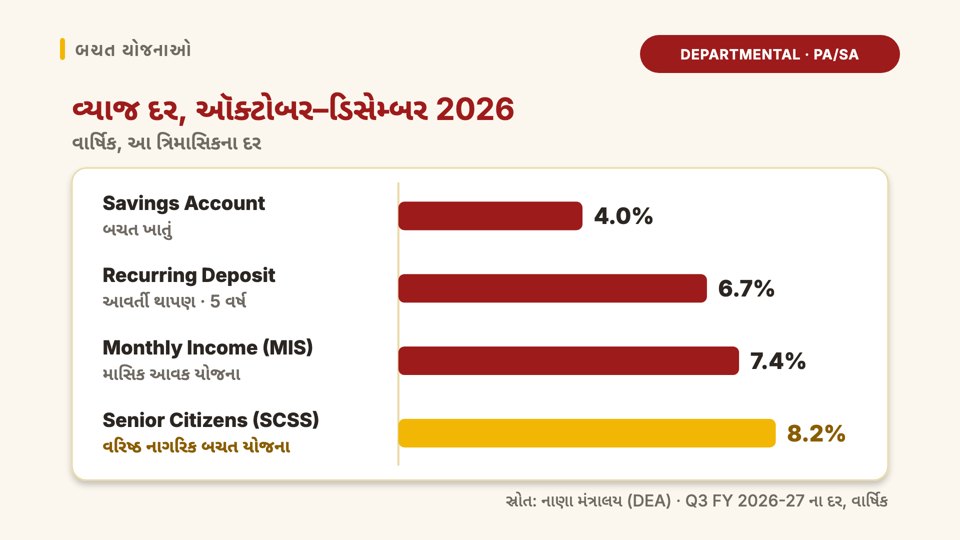 બચત યોજનાઓ
DEPARTMENTAL · PA/SA
વ્યાજ દર, ઑક્ટોબર–ડિસેમ્બર 2026
વાર્ષિક, આ ત્રિમાસિકના દર
Savings Account
બચત ખાતું
4.0%
Recurring Deposit
આવર્તી થાપણ · 5 વર્ષ
6.7%
Monthly Income (MIS)
માસિક આવક યોજના
7.4%
Senior Citizens (SCSS)
વરિષ્ઠ નાગરિક બચત યોજના
8.2%
સ્રોત: નાણા મંત્રાલય (DEA) · Q3 FY 2026-27 ના દર, વાર્ષિક